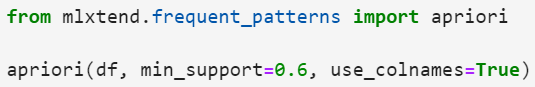 from mlxtend.frequent_patterns import apriori
apriori(df, min_support=0.6, use_colnames=True)